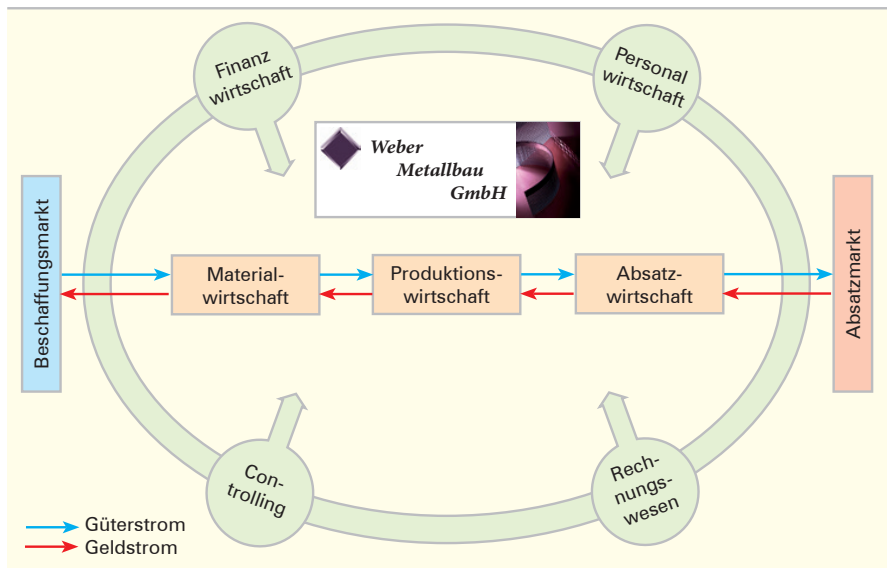 Finanz
wirtschaft
Personal
wirtschaft
Weber
Metallbau
GmbH
Beschaffungsmarkt
Material-
wirtschaft
Produktions-
wirtschaft
Absatz-
wirtschaft
Absatzmarkt
Con-
trolling
Rech-
nungs-
wesen
Güterstrom
Geldstrom